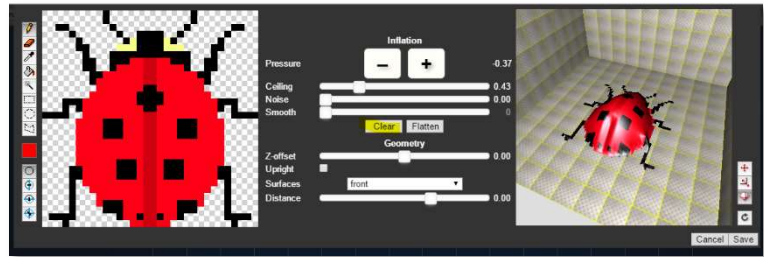 Inflation
Pressure - + -0.37
Ceiling 0.43
Noise 0.00
Smooth 0
Clear Flatten
Geometry
Z-offset 0.00
Upright
Surfaces front
Distance 0.00
Cancel Save